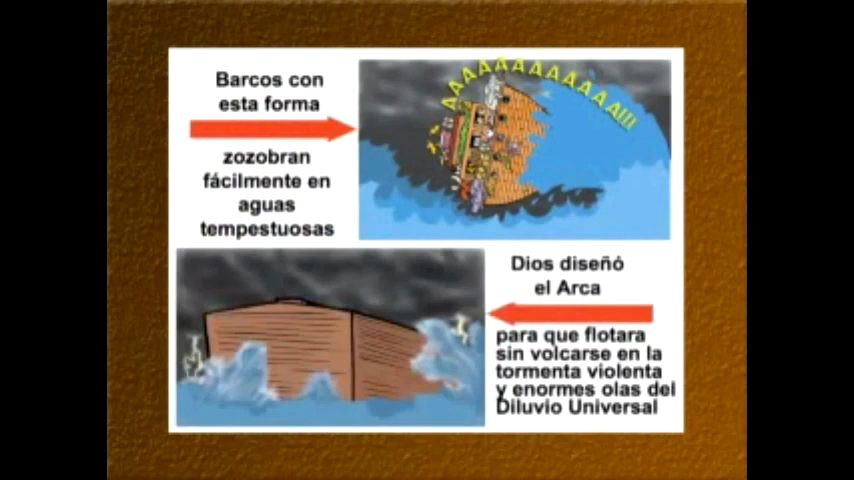 Barcos con
esta forma
AAAAAAAAAAAA!!!
zozobran
fácilmente en
aguas
tempestuosas
Dios diseñó
el Arca
para que flotara
sin volcarse en la
tormenta violenta
y enormes olas del
Diluvio Universal